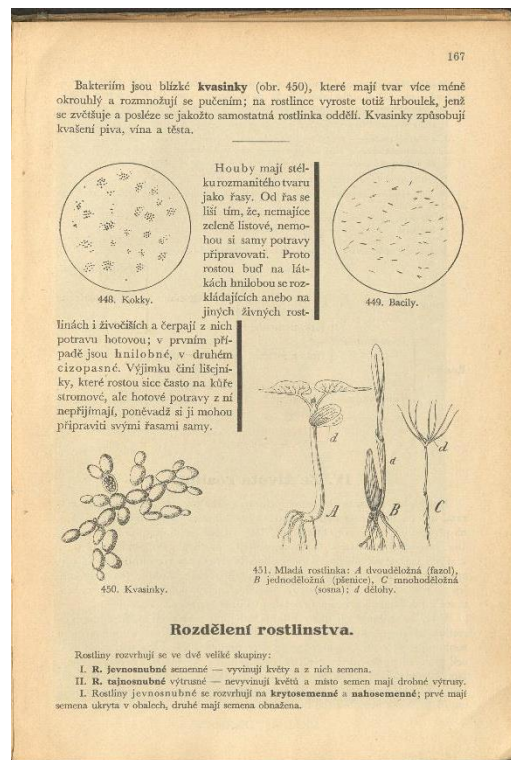 167
Bakteriím jsou blízké kvasinky (obr. 450), které mají tvar více méně
okrouhlý a rozmnožují se pučením; na rostlince vyroste totiž hrboulek, jenž
se zvětšuje a posléze se jakožto samostatná rostlinka oddělí. Kvasinky způsobují
kvašení piva, vína a těsta.
Houby mají stél-
ku rozmanitého tvaru
jako řasy. Od řas se
liší tím, že, nemajíce
zeleně listové, nemo-
hou si samy potravy
připravovati. Proto
rostou buď na lát-
kách hnilobou se roz-
kládajících anebo na
jiných živných rost-
linách i živočiších a čerpají z nich
potravu hotovou; v prvním pří-
padě jsou hnilobné, v druhém
cizopasné. Výjimku činí lišejní-
ky, které rostou sice často na kůře
stromové, ale hotové potravy z ní
nepřijímají, poněvadž si ji mohou
připraviti svými řasami samy.
448. Kokky.
449. Bacily.
d
A
d
B
d
C
450. Kvasinky.
451. Mladá rostlinka: A dvouděložná (fazol),
B jednoděložná (pšenice), C mnohoděložná
(sosna); d dělohy.
Rozdělení rostlinstva.
Rostliny rozvrhují se ve dvě veliké skupiny:
I. R. jevnosnubné semenné — vyvinují květy a z nich semena.
II. R. tajnosnubné výtrusné — nevyvinují květů a místo semen mají drobné výtrusy.
I. Rostliny jevnosnubné se rozvrhují na krytosemenné a nahosemenné; prvé mají
semena ukryta v obalech, druhé mají semena obnažena.